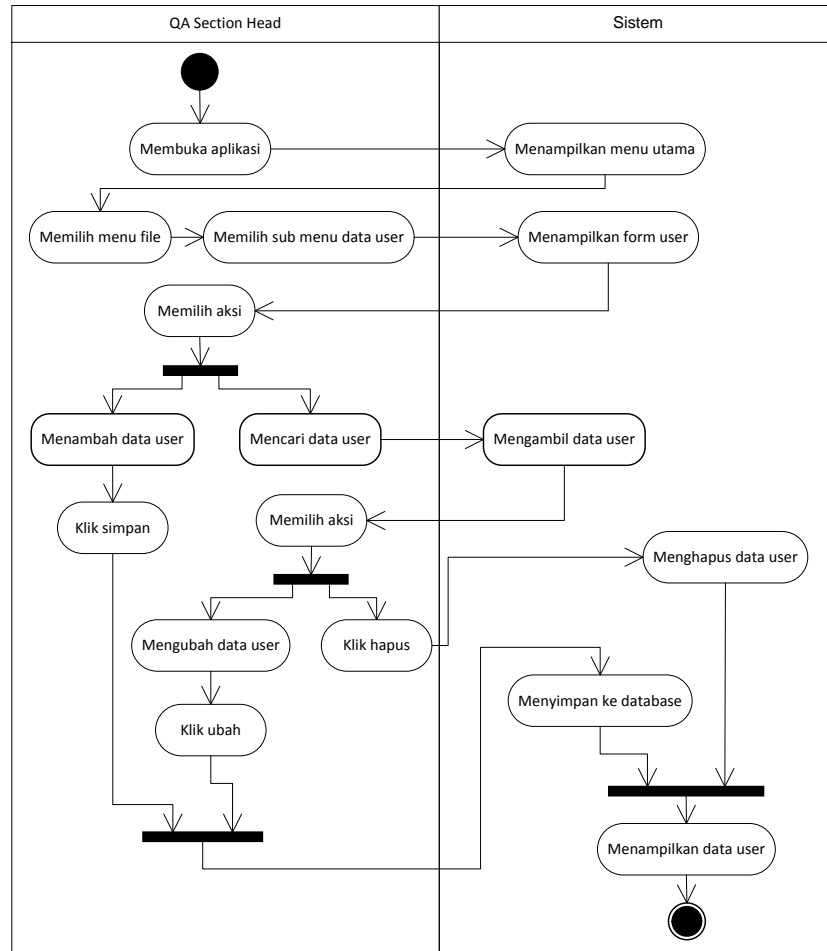 QA Section Head
Sistem
Membuka aplikasi
Menampilkan menu utama
Memilih menu file
Memilih sub menu data user
Menampilkan form user
Memilih aksi
Menambah data user
Mencari data user
Mengambil data user
Klik simpan
Memilih aksi
Menghapus data user
Mengubah data user
Klik hapus
Menyimpan ke database
Klik ubah
Menampilkan data user